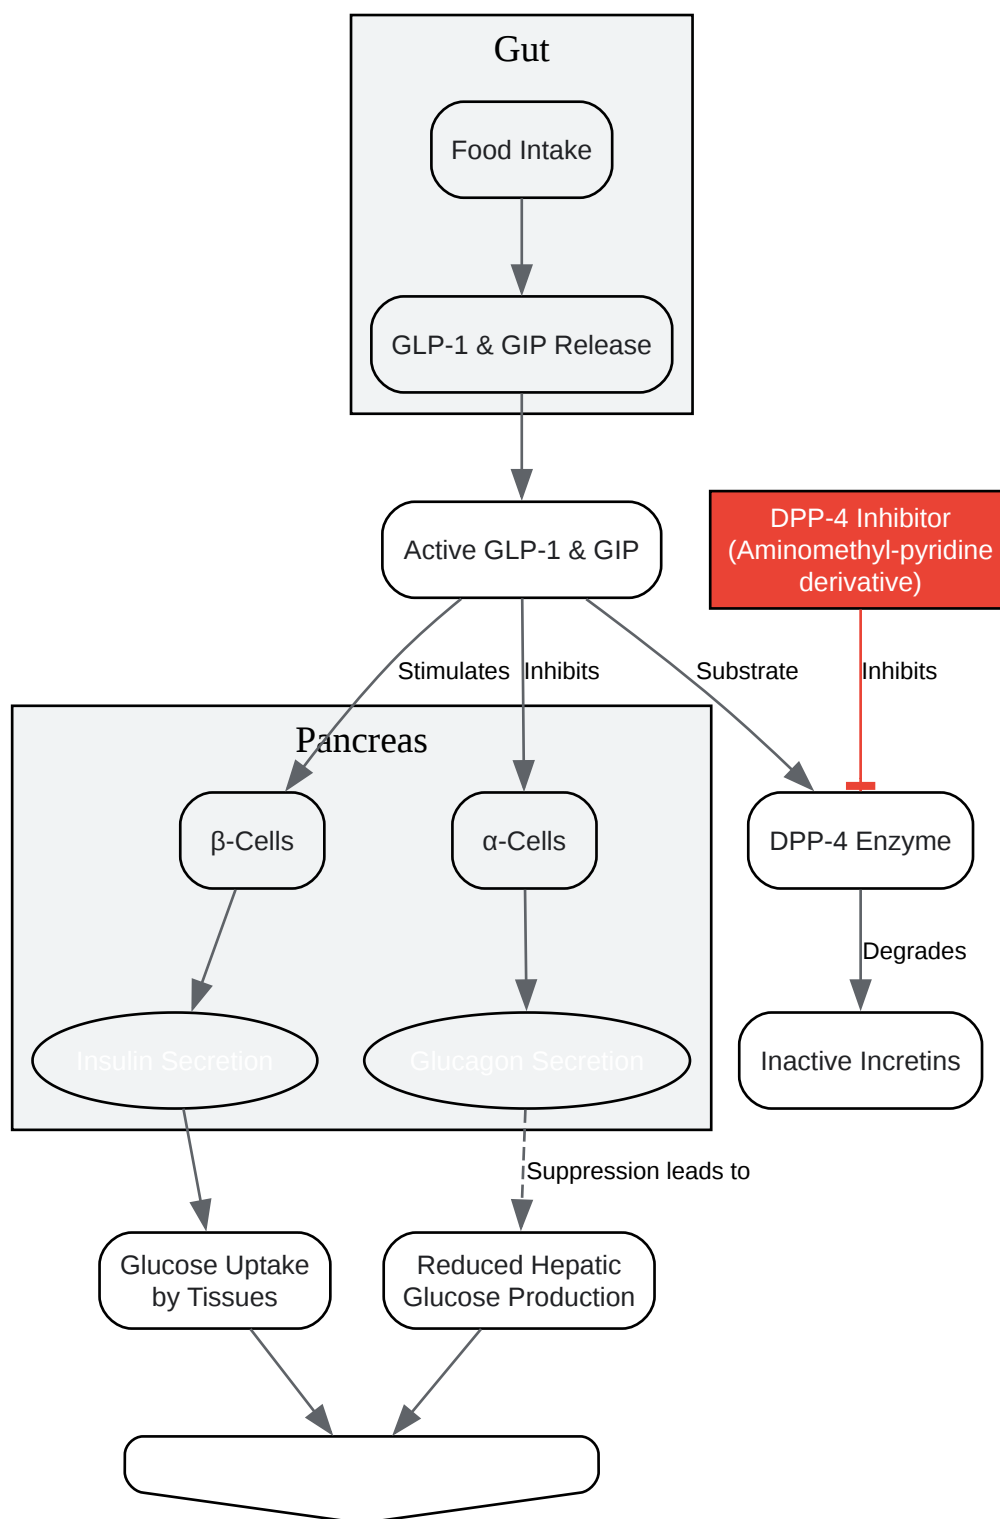 Gut
Food Intake
GLP-1 & GIP Release
Active GLP-1 & GIP
DPP-4 Inhibitor
(Aminomethyl-pyridine
derivative)
Stimulates
Inhibits
Substrate
Inhibits
Pancreas
β-Cells
α-Cells
DPP-4 Enzyme
Degrades
Insulin Secretion
Glucagon Secretion
Inactive Incretins
Suppression leads to
Glucose Uptake
by Tissues
Reduced Hepatic
Glucose Production